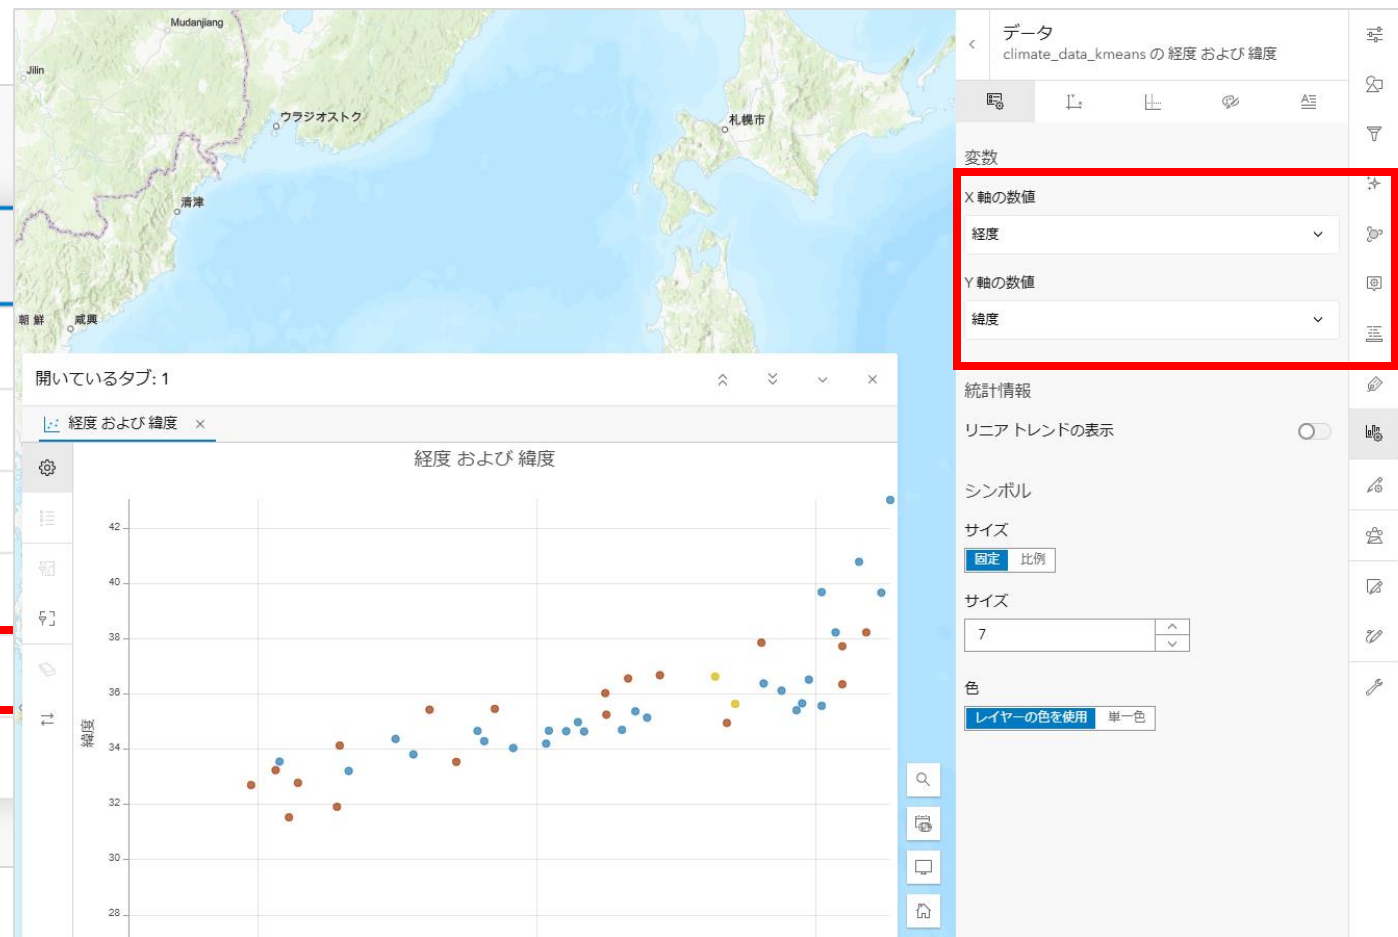 Mudanjiang
Jilin
ウラジオストク
札幌市
清津
朝 鮮
咸興
開いているタブ: 1
経度 および 緯度
経度 および 緯度
42
40
38
36
34
32
30
28
緯度
データ
climate_data_kmeans の 経度 および 緯度
変数
X 軸の数値
経度
Y 軸の数値
緯度
統計情報
リニア トレンドの表示
シンボル
サイズ
固定 比例
サイズ
7
色
レイヤーの色を使用 単一色